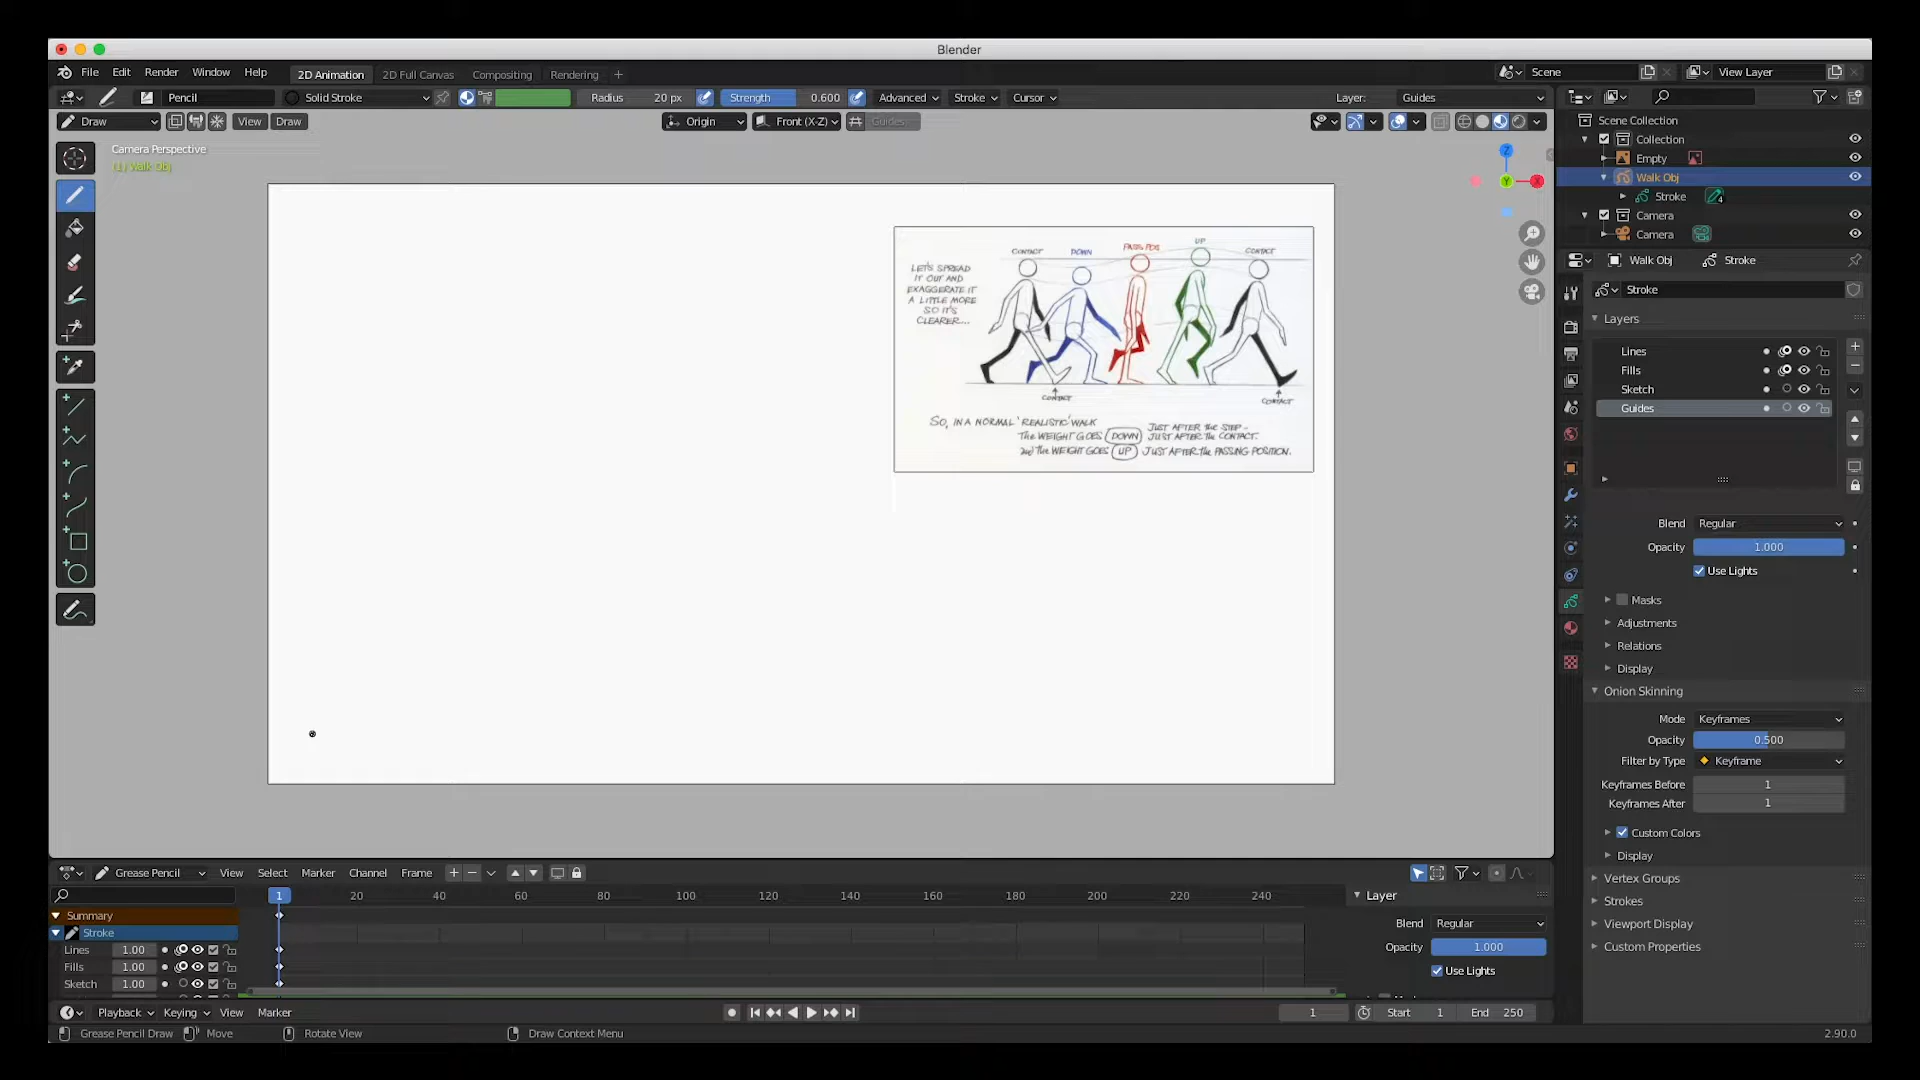 Blender
File Edit Render Window Help 2D Animation 2D Full Canvas Compositing Rendering + Scene View Layer
Pencil Solid Stroke Radius 20 px Strength 0.600 Advanced Stroke Cursor Layer: Guides
Draw View Draw Origin Front (X-Z) Guides
Camera Perspective
(1) Walk Obj
Z
Y
X
CONTACT DOWN PASS POS UP CONTACT
LET'S SPREAD
IT OUT AND
EXAGGERATE IT
A LITTLE MORE
SO IT'S
CLEARER...
CONTACT CONTACT
SO, IN A NORMAL 'REALISTIC' WALK
THE WEIGHT GOES DOWN JUST AFTER THE STEP -
JUST AFTER THE CONTACT.
and THE WEIGHT GOES UP JUST AFTER THE PASSING POSITION.
Scene Collection
Collection
Empty
Walk Obj
Stroke 4
Camera
Camera
Walk Obj Stroke
Stroke
Layers
Lines
Fills
Sketch
Guides
Blend Regular
Opacity 1.000
Use Lights
Masks
Adjustments
Relations
Display
Onion Skinning
Mode Keyframes
Opacity 0.500
Filter by Type Keyframe
Keyframes Before 1
Keyframes After 1
Custom Colors
Display
Vertex Groups
Strokes
Viewport Display
Custom Properties
Grease Pencil View Select Marker Channel Frame
1 20 40 60 80 100 120 140 160 180 200 220 240
Summary
Stroke
Lines 1.00
Fills 1.00
Sketch 1.00
Layer
Blend Regular
Opacity 1.000
Use Lights
Playback Keying View Marker 1 Start 1 End 250
Grease Pencil Draw Move Rotate View Draw Context Menu 2.90.0